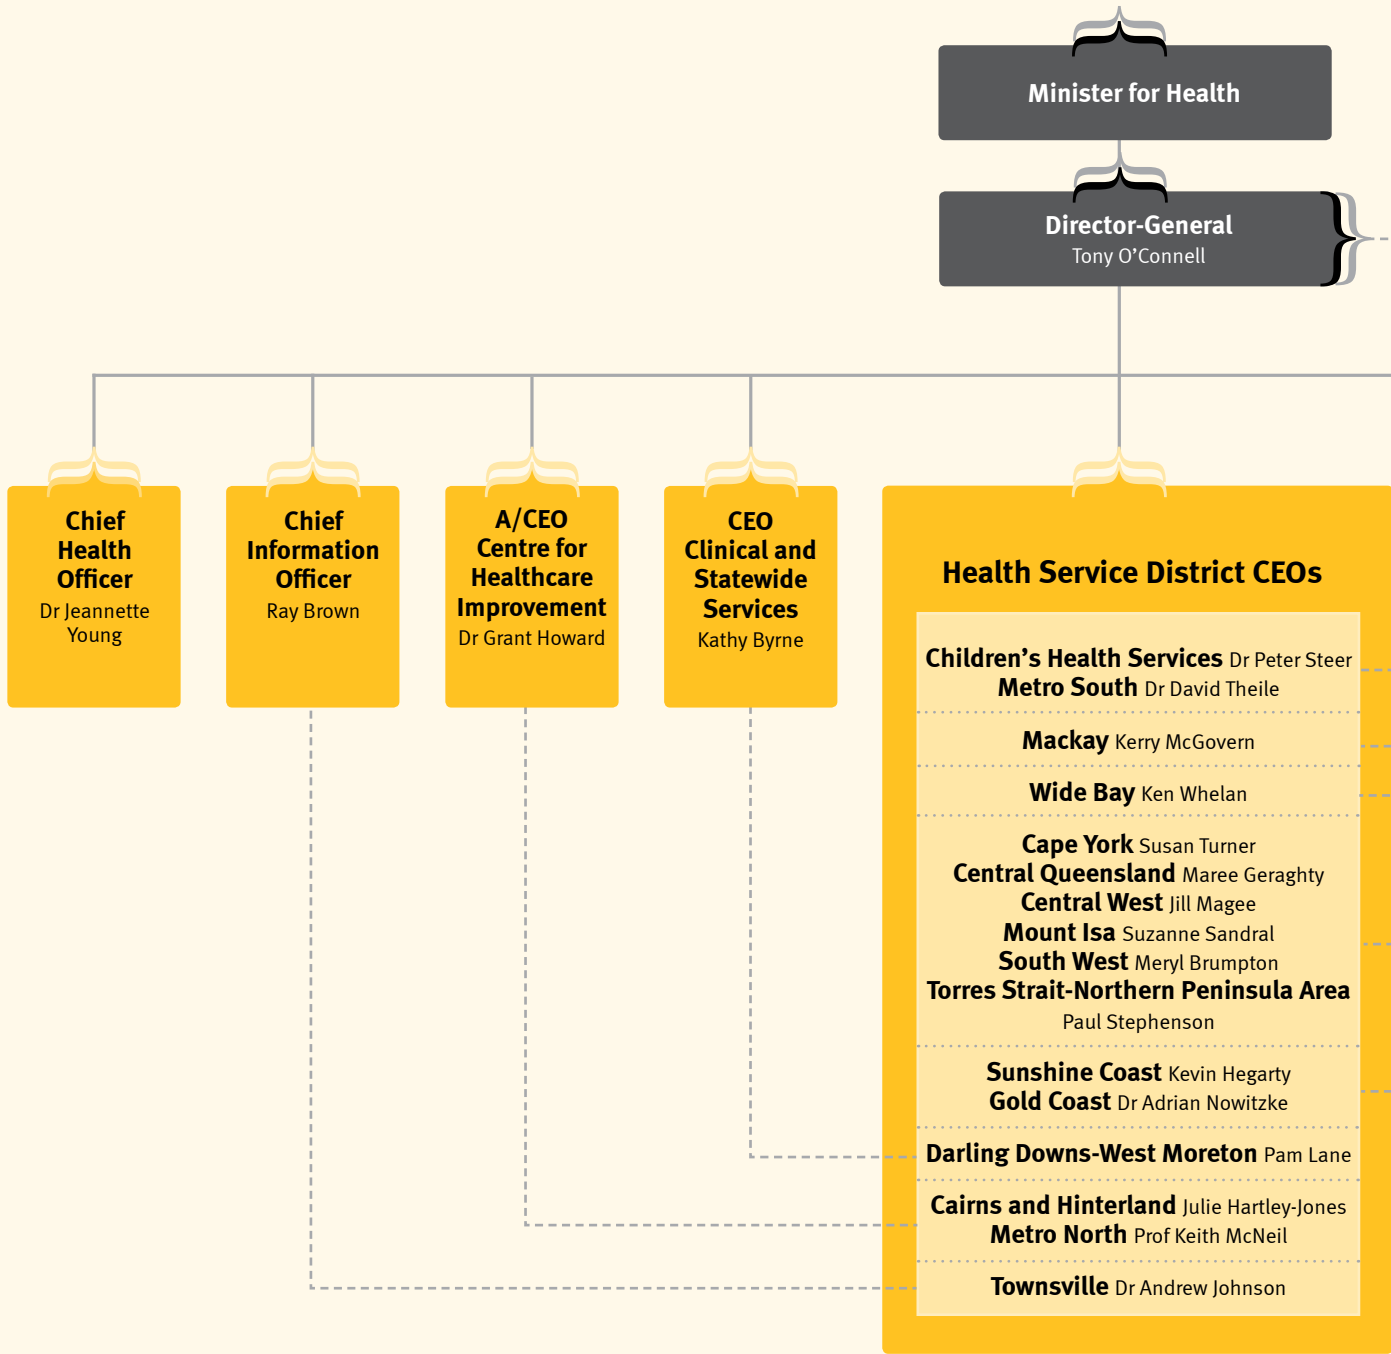 Minister for Health
Director-General
Tony O’Connell
Chief
Health
Officer
Dr Jeannette
Young
Chief
Information
Officer
Ray Brown
A/CEO
Centre for
Healthcare
Improvement
Dr Grant Howard
CEO
Clinical and
Statewide
Services
Kathy Byrne
Health Service District CEOs
Children’s Health Services Dr Peter Steer
Metro South Dr David Theile
Mackay Kerry McGovern
Wide Bay Ken Whelan
Cape York Susan Turner
Central Queensland Maree Geraghty
Central West Jill Magee
Mount Isa Suzanne Sandral
South West Meryl Brumpton
Torres Strait-Northern Peninsula Area
Paul Stephenson
Sunshine Coast Kevin Hegarty
Gold Coast Dr Adrian Nowitzke
Darling Downs-West Moreton Pam Lane
Cairns and Hinterland Julie Hartley-Jones
Metro North Prof Keith McNeil
Townsville Dr Andrew Johnson